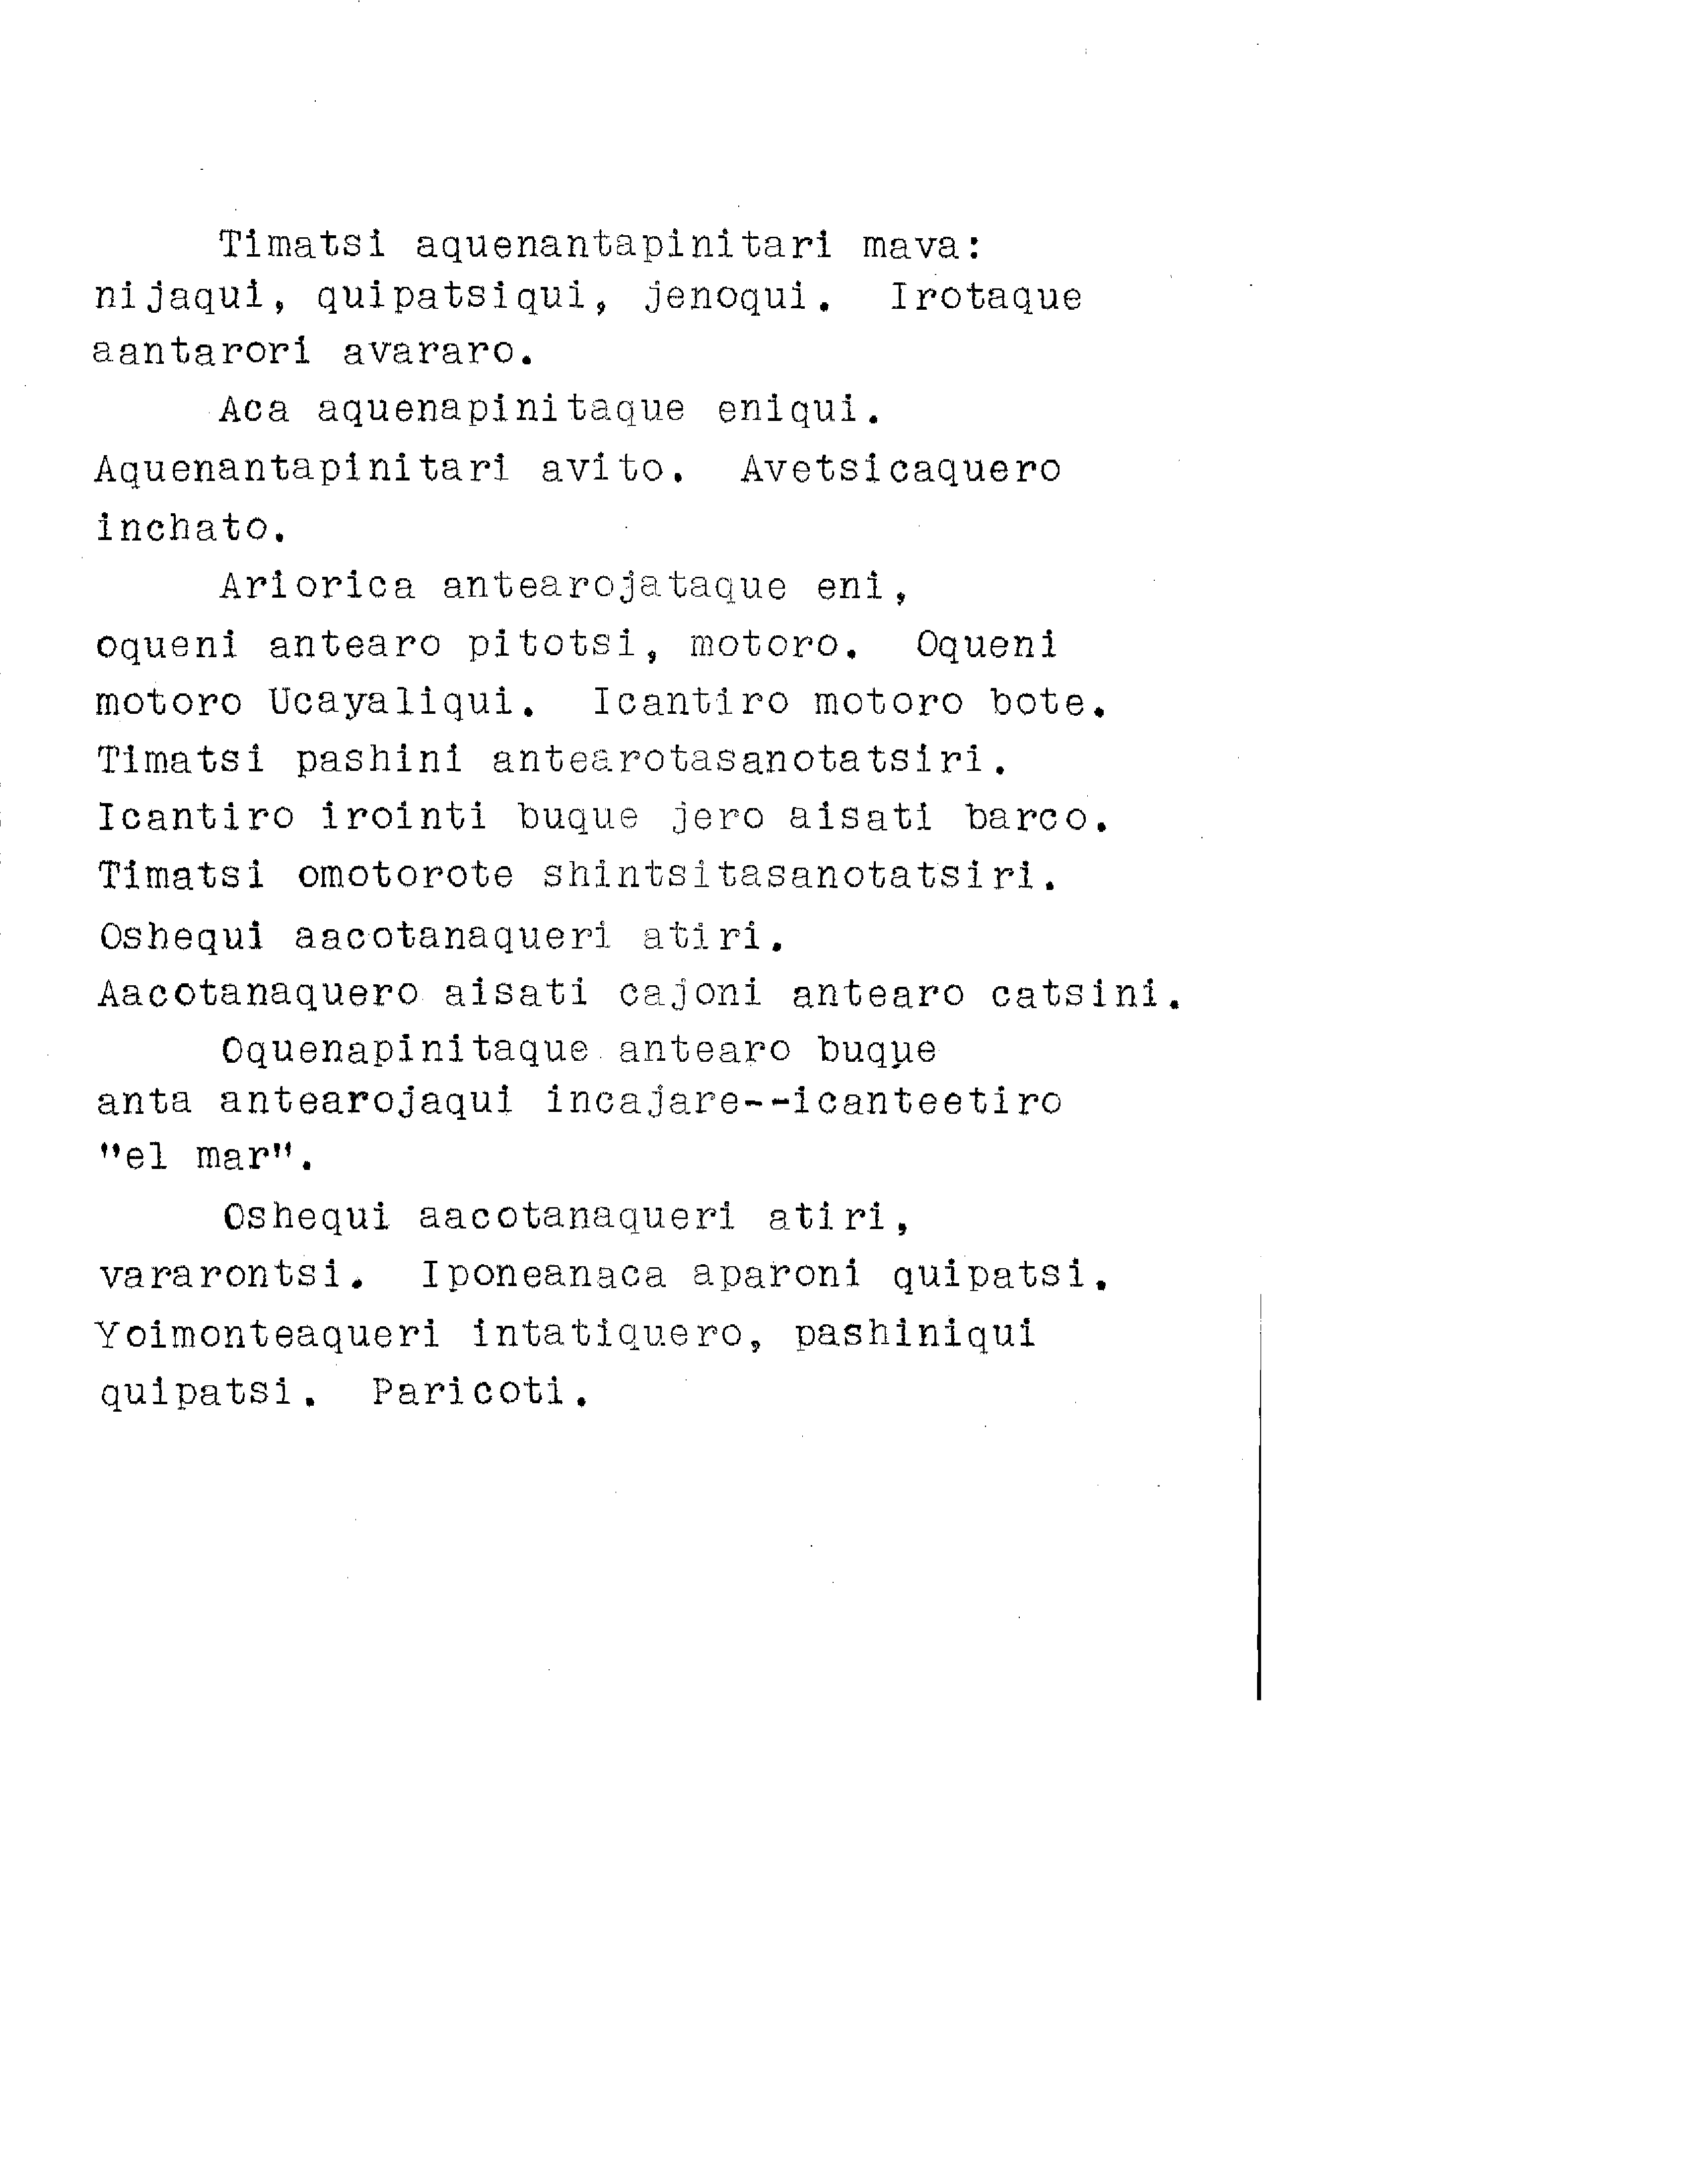 Timatsi aquenantapinitari mava:
nijaqui, quipatsiqui, jenoqui. Irotaque
aantarori avararo.
Aca aquenapinitaque eniqui.
Aquenantapinitari avito. Avetsicaquero
inchato.
Ariorica antearojataque eni,
oqueni antearo pitotsi, motoro. Oqueni
motoro Ucayaliqui. Icantiro motoro bote.
Timatsi pashini antearotasanotatsiri.
Icantiro irointi buque jero aisati barco.
Timatsi omotorote shintsitasanotatsiri.
Oshequi aacotanaqueri atiri.
Aacotanaquero aisati cajoni antearo catsini.
Oquenapinitaque antearo buque
anta antearojaqui incajare--icanteetiro
"el mar".
Oshequi aacotanaqueri atiri,
vararontsi. Iponeanaca aparoni quipatsi.
Yoimonteaqueri intatiquero, pashiniqui
quipatsi. Paricoti.